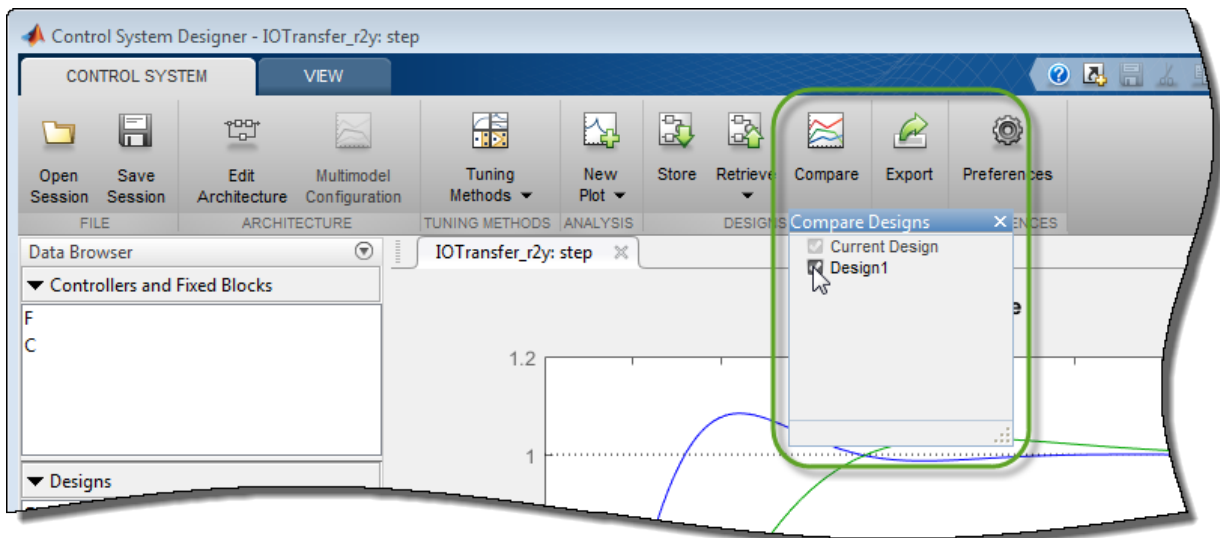 Control System Designer - IOTransfer_r2y: step
CONTROL SYSTEM VIEW
Open Session Save Session Edit Architecture Multimodel Configuration Tuning Methods New Plot Store Retrieve Compare Export Preferences
FILE ARCHITECTURE TUNING METHODS ANALYSIS DESIGNS ENCES
Compare Designs
Current Design
Design1
Data Browser
IOTransfer_r2y: step
Controllers and Fixed Blocks
F
C
Designs
1.2
1